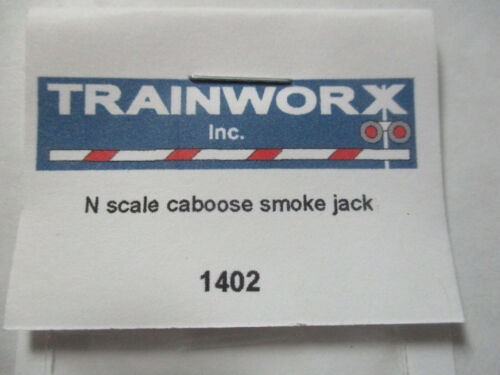 TRAINWORX
Inc.
N scale caboose smoke jack
1402